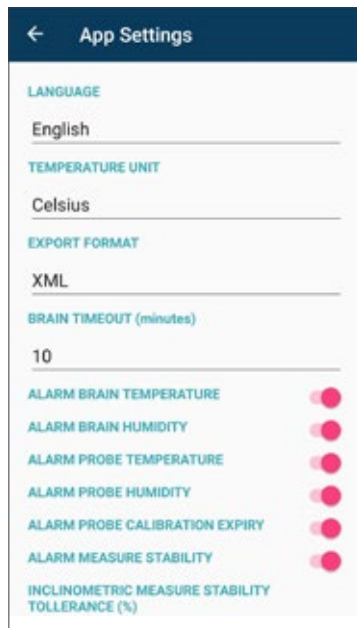 App Settings
LANGUAGE
English
TEMPERATURE UNIT
Celsius
EXPORT FORMAT
XML
BRAIN TIMEOUT (minutes)
10
ALARM BRAIN TEMPERATURE
ALARM BRAIN HUMIDITY
ALARM PROBE TEMPERATURE
ALARM PROBE HUMIDITY
ALARM PROBE CALIBRATION EXPIRY
ALARM MEASURE STABILITY
INCLINOMETRIC MEASURE STABILITY
TOLLERANCE (%)